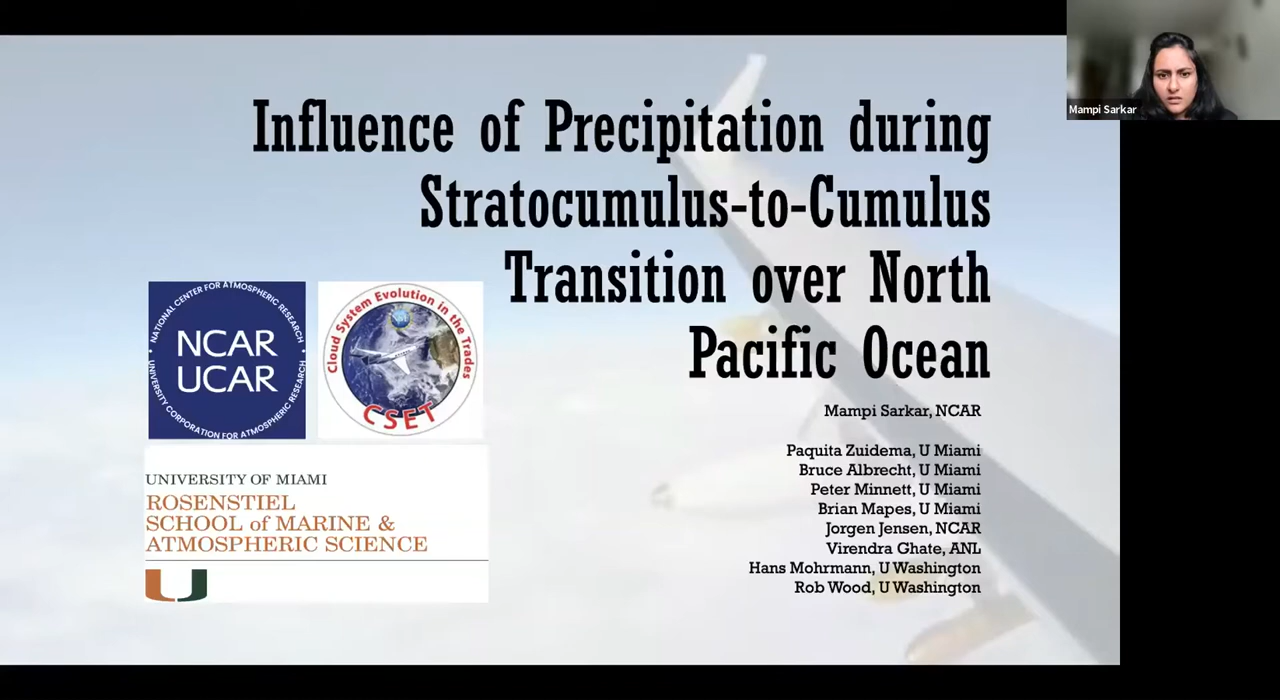 Influence of Precipitation during
Stratocumulus-to-Cumulus
Transition over North
Pacific Ocean
Mampi Sarkar, NCAR
Paquita Zuidema, U Miami
Bruce Albrecht, U Miami
Peter Minnett, U Miami
Brian Mapes, U Miami
Jorgen Jensen, NCAR
Virendra Ghate, ANL
Hans Mohrmann, U Washington
Rob Wood, U Washington
NATIONAL CENTER FOR ATMOSPHERIC RESEARCH
NCAR
UCAR
UNIVERSITY CORPORATION FOR ATMOSPHERIC RESEARCH
Cloud System Evolution in the Trades
CSET
UNIVERSITY OF MIAMI
ROSENSTIEL
SCHOOL of MARINE &
ATMOSPHERIC SCIENCE
Mampi Sarkar